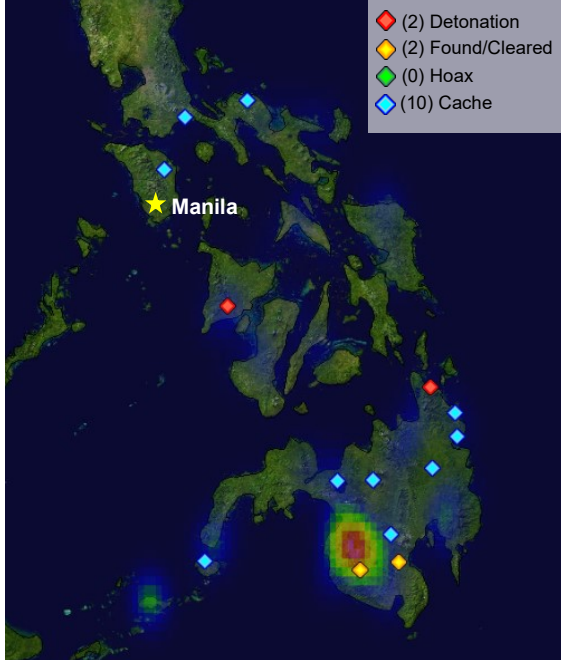 (2) Detonation
(2) Found/Cleared
(0) Hoax
(10) Cache
Manila